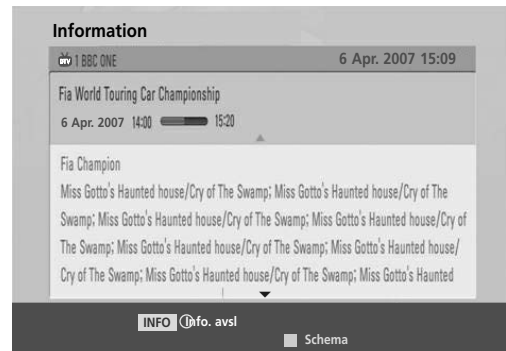 Information
DTV 1 BBC ONE 6 Apr. 2007 15:09
Fia World Touring Car Championship
6 Apr. 2007 14:00 15:20
Fia Champion
Miss Gotto's Haunted house/Cry of The Swamp; Miss Gotto's Haunted house/Cry of The
Swamp; Miss Gotto's Haunted house/Cry of The Swamp; Miss Gotto's Haunted house/Cry of
The Swamp; Miss Gotto's Haunted house/Cry of The Swamp; Miss Gotto's Haunted house/
Cry of The Swamp; Miss Gotto's Haunted house/Cry of The Swamp; Miss Gotto's Haunted
INFO ⓘ Info. avsl
Schema